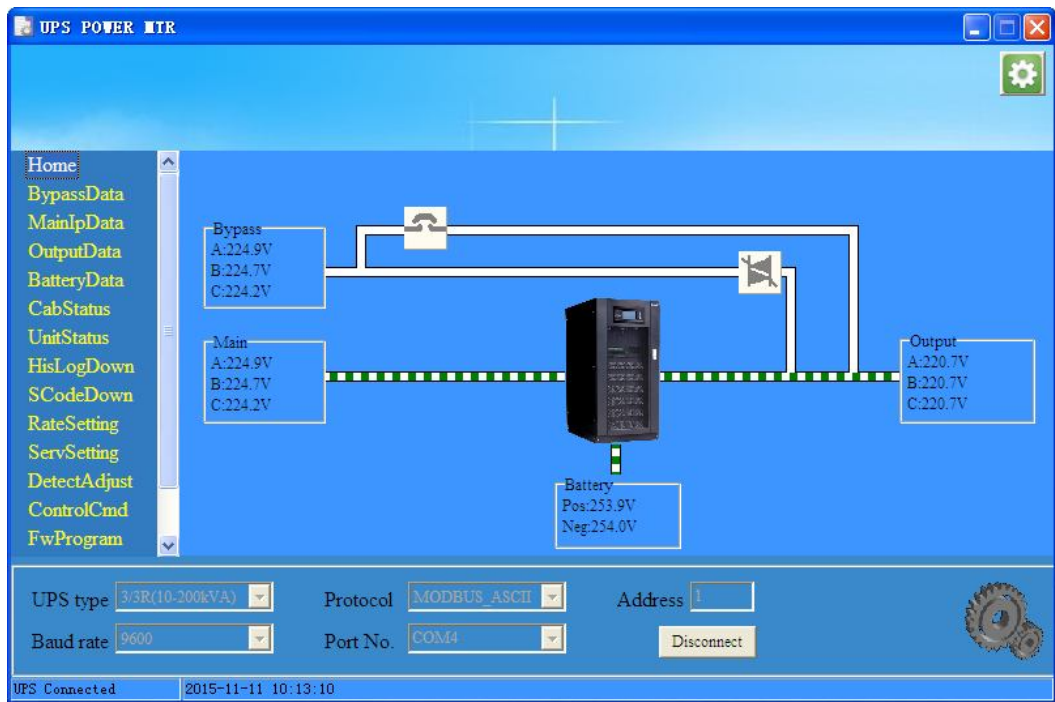 UPS POWER MTR
Home
BypassData
MainIpData
OutputData
BatteryData
CabStatus
UnitStatus
HisLogDown
SCodeDown
RateSetting
ServSetting
DetectAdjust
ControlCmd
FwProgram
Bypass
A:224.9V
B:224.7V
C:224.2V
Main
A:224.9V
B:224.7V
C:224.2V
Output
A:220.7V
B:220.7V
C:220.7V
Battery
Pos:253.9V
Neg:254.0V
UPS type 3/3R(10-200kVA) Protocol MODBUS_ASCII Address 1
Baud rate 9600 Port No. COM4 Disconnect
UPS Connected 2015-11-11 10:13:10